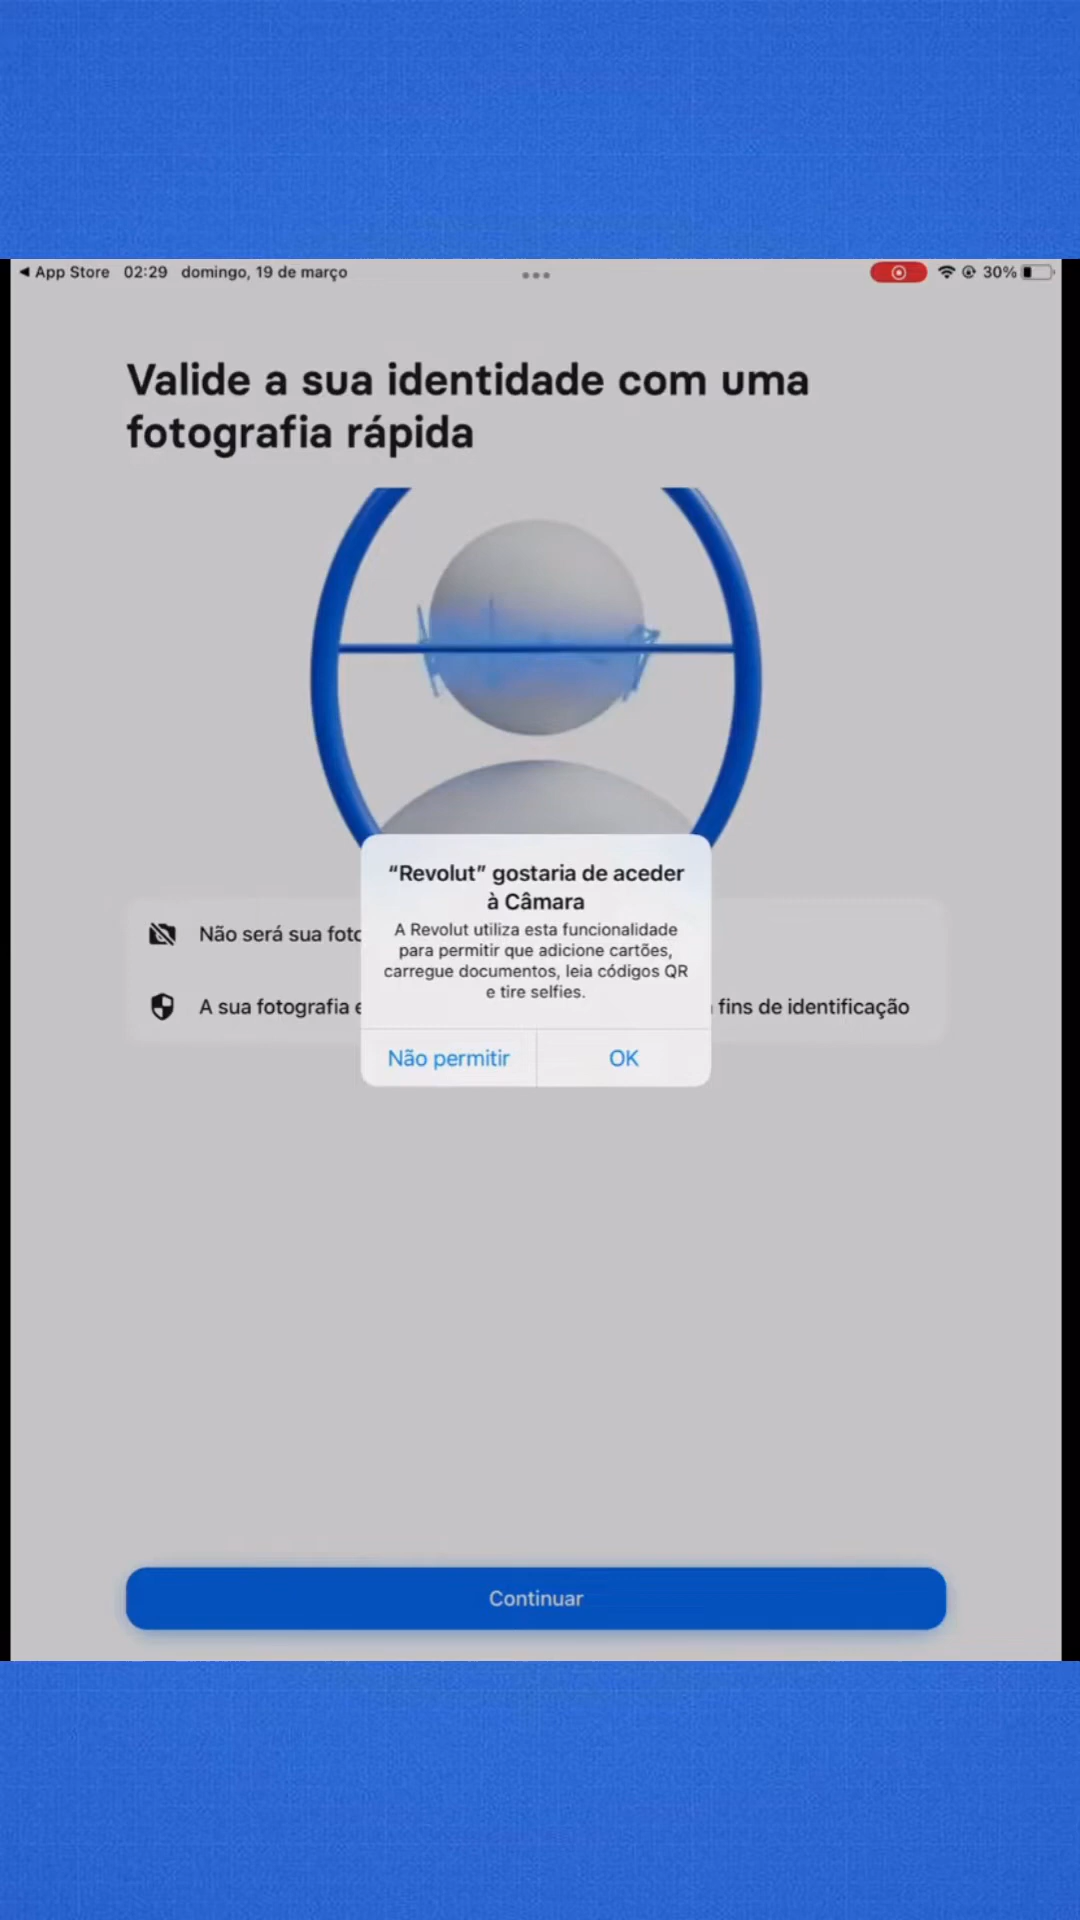 App Store 02:29 domingo, 19 de março
30%
Valide a sua identidade com uma
fotografia rápida
“Revolut” gostaria de aceder
à Câmara
A Revolut utiliza esta funcionalidade
para permitir que adicione cartões,
carregue documentos, leia códigos QR
e tire selfies.
Não permitir OK
Não será sua
A sua fotografia fins de identificação
Continuar